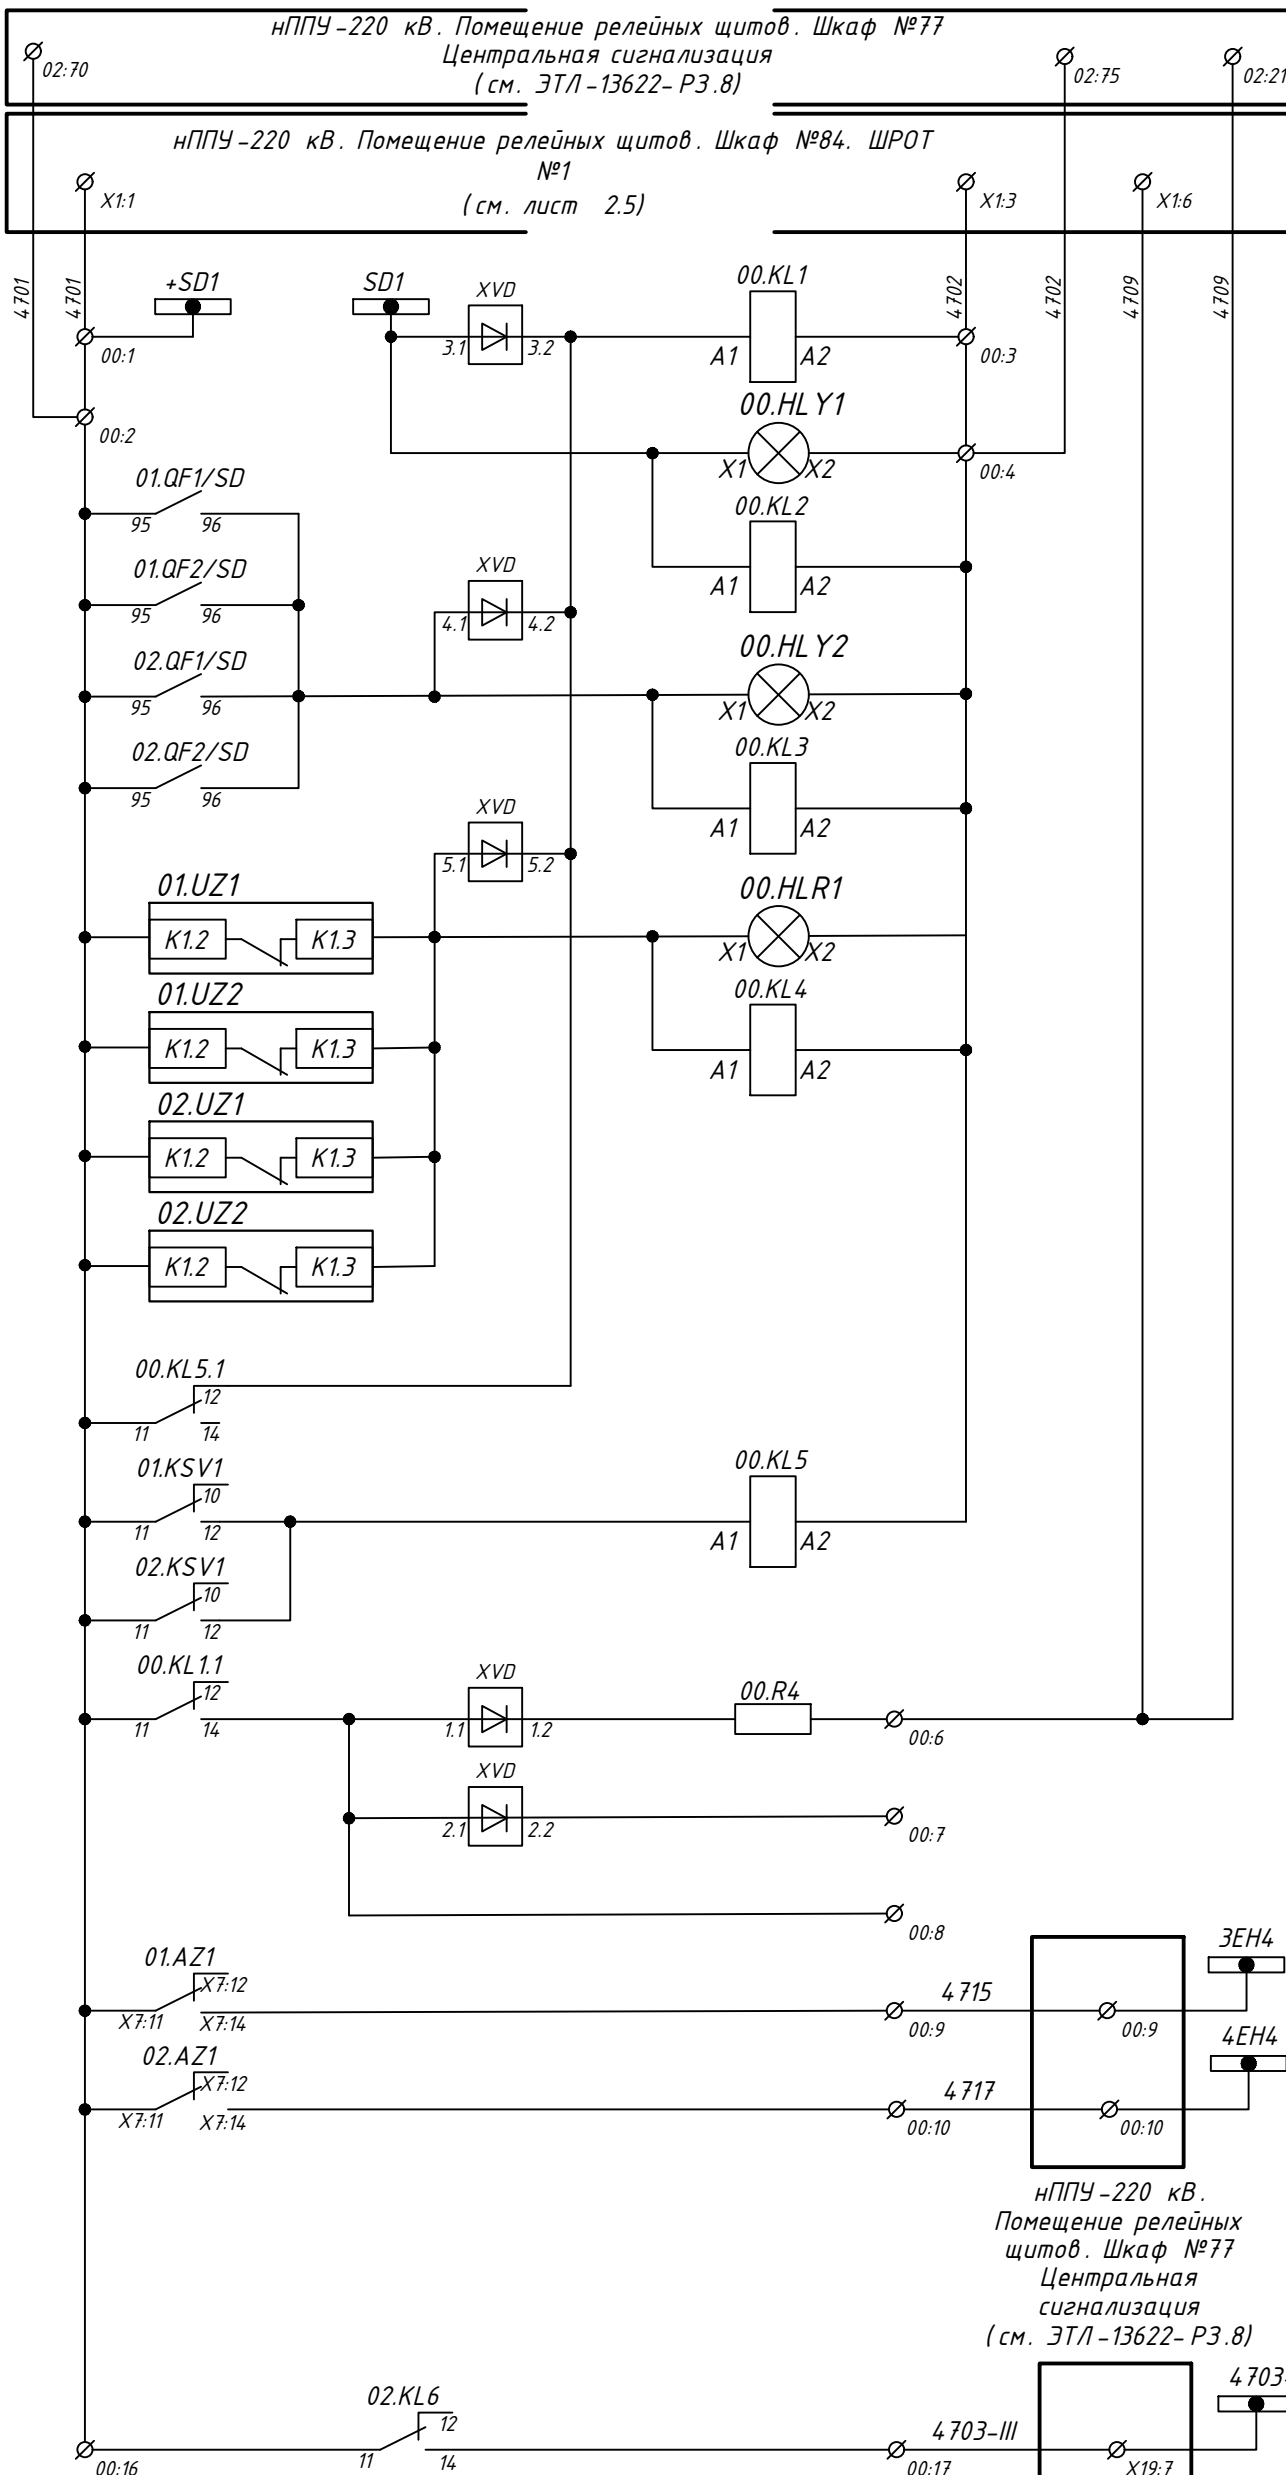 нППУ-220 кВ. Помещение релейных щитов. Шкаф №77
Центральная сигнализация
(см. ЭТЛ-13622-РЗ.8)
02:70
02:75
02:21
нППУ-220 кВ. Помещение релейных щитов. Шкаф №84. ШРОТ
№1
(см. лист 2.5)
X1:1
X1:3
X1:6
4701
4701
4702
4702
4709
4709
+SD1
SD1
XVD
3.1
3.2
00.KL1
A1
A2
00:1
00:3
00:2
00.HLY1
X1
X2
00:4
01.QF1/SD
95
96
00.KL2
A1
A2
01.QF2/SD
95
96
XVD
4.1
4.2
02.QF1/SD
95
96
00.HLY2
X1
X2
02.QF2/SD
95
96
00.KL3
A1
A2
XVD
5.1
5.2
01.UZ1
K1.2
K1.3
00.HLR1
X1
X2
01.UZ2
K1.2
K1.3
00.KL4
A1
A2
02.UZ1
K1.2
K1.3
02.UZ2
K1.2
K1.3
00.KL5.1
12
11
14
01.KSV1
10
11
12
00.KL5
A1
A2
02.KSV1
10
11
12
00.KL1.1
12
11
14
XVD
1.1
1.2
00.R4
00:6
XVD
2.1
2.2
00:7
00:8
01.AZ1
X7:12
X7:11
X7:14
4715
00:9
00:9
3EH4
02.AZ1
X7:12
X7:11
X7:14
4717
00:10
00:10
4EH4
нППУ-220 кВ.
Помещение релейных
щитов. Шкаф №77
Центральная
сигнализация
(см. ЭТЛ-13622-РЗ.8)
02.KL6
12
11
14
00:16
4703-III
00:17
X19:7